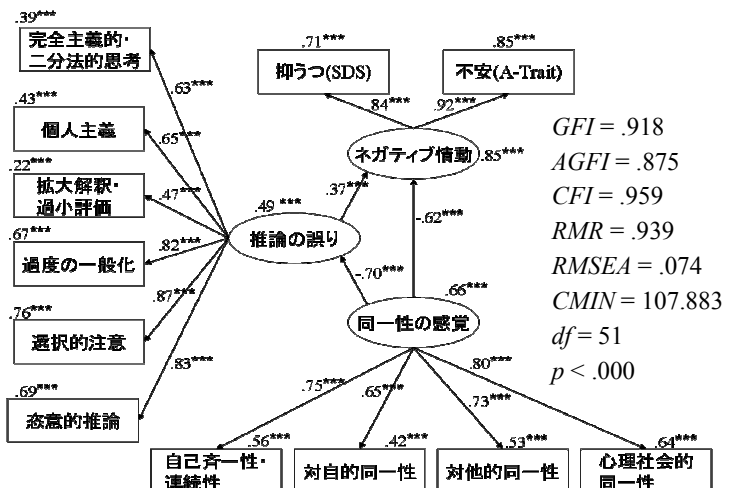 .39***
完全主義的・
二分法的思考
.43***
個人主義
.22***
拡大解釈・
過小評価
.67***
過度の一般化
.76***
選択的注意
.69***
恣意的推論
.63***
.65***
.47***
.82***
.87***
.83***
.49 ***
推論の誤り
.71***
抑うつ(SDS)
.85***
不安(A-Trait)
.84***
.92***
ネガティブ情動
.85***
.37***
-.62***
-.70***
.66***
同一性の感覚
.75***
.65***
.73***
.80***
.56***
自己斉一性・
連続性
.42***
対自的同一性
.53***
対他的同一性
.64***
心理社会的
同一性
GFI = .918
AGFI = .875
CFI = .959
RMR = .939
RMSEA = .074
CMIN = 107.883
df = 51
p < .000